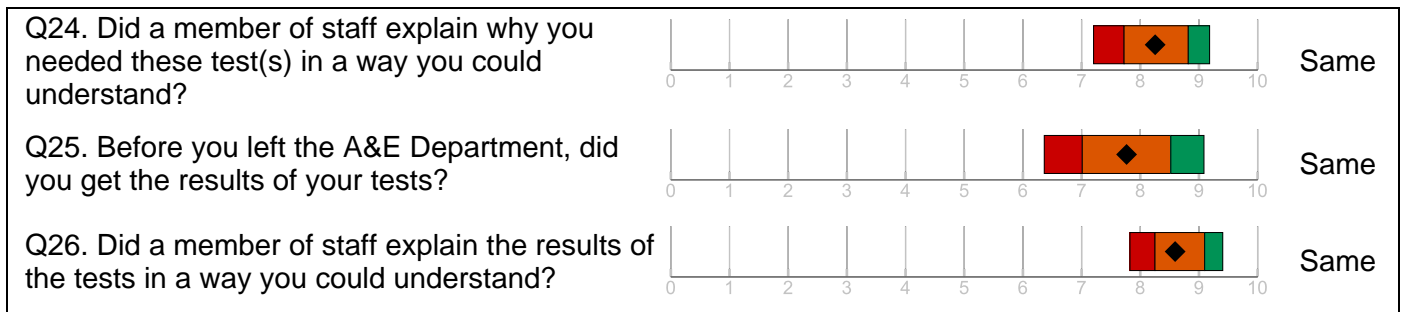 Q24. Did a member of staff explain why you
needed these test(s) in a way you could
understand?
0 1 2 3 4 5 6 7 8 9 10
Same
Q25. Before you left the A&E Department, did
you get the results of your tests?
0 1 2 3 4 5 6 7 8 9 10
Same
Q26. Did a member of staff explain the results of
the tests in a way you could understand?
0 1 2 3 4 5 6 7 8 9 10
Same